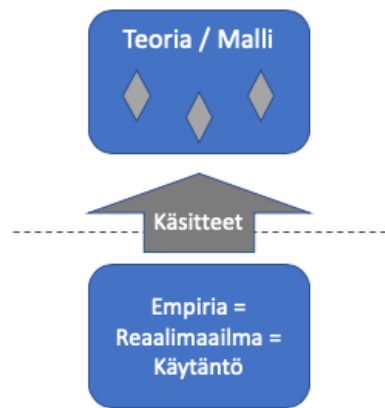 Teoria / Malli
Käsitteet
Empiria =
Reaalimaailma =
Käytäntö